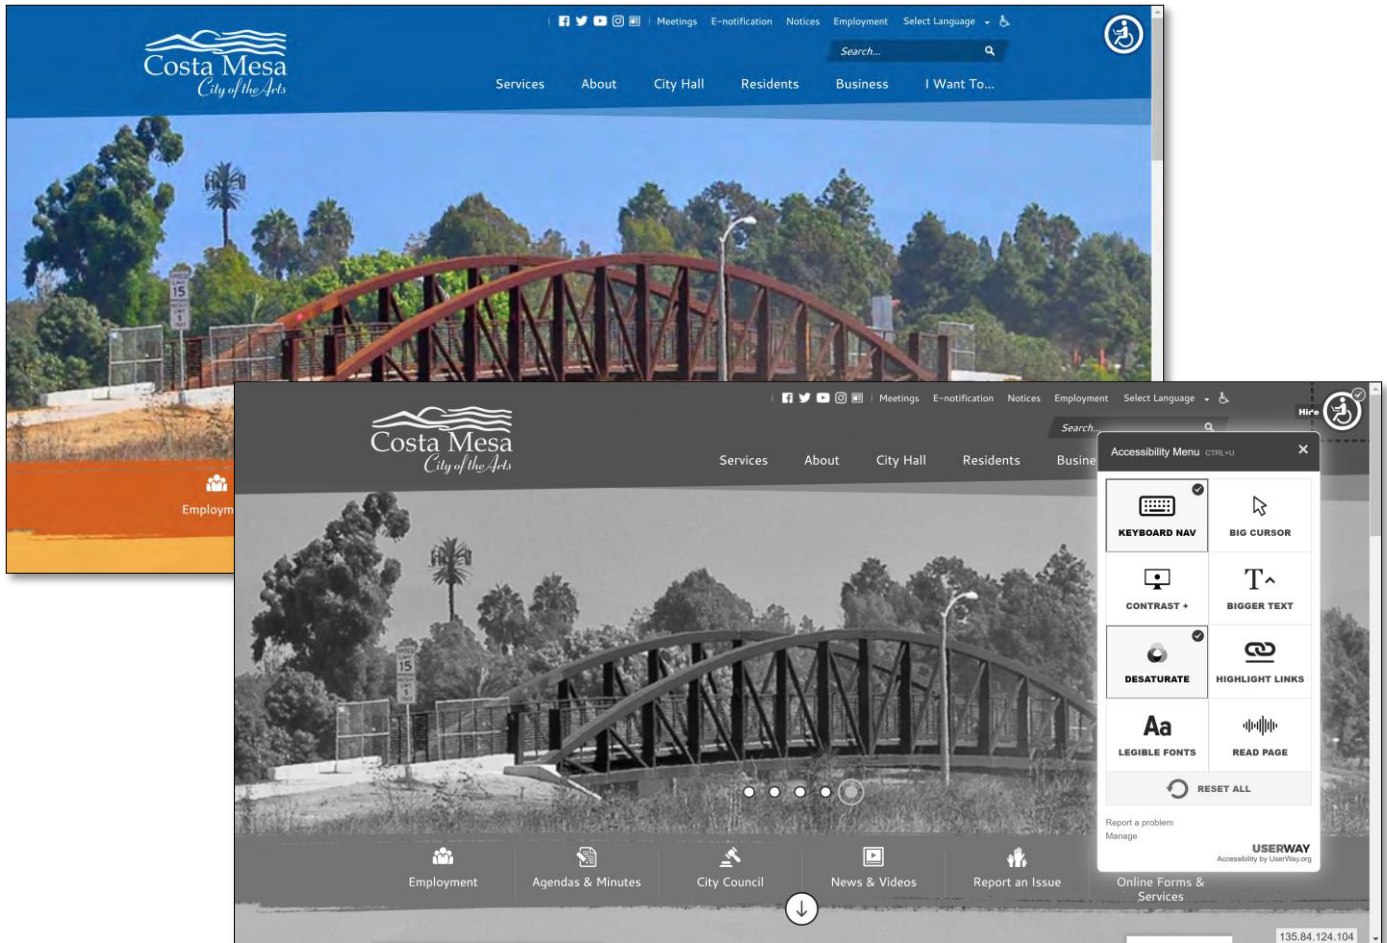 Meetings E-notification Notices Employment Select Language
Search...
Costa Mesa
City of the Arts
Services About City Hall Residents Business I Want To...
SPEED
LIMIT
15
Employm
Meetings E-notification Notices Employment Select Language
Hire
Search...
Costa Mesa
City of the Arts
Services About City Hall Residents Busine
Accessibility Menu CTRL+U
KEYBOARD NAV BIG CURSOR
CONTRAST + BIGGER TEXT
DESATURATE HIGHLIGHT LINKS
Aa
LEGIBLE FONTS READ PAGE
RESET ALL
Report a problem
Manage
USERWAY
Accessibility by UserWay.org
LIMIT
15
Employment Agendas & Minutes City Council News & Videos Report an Issue Online Forms &
Services
135.84.124.104